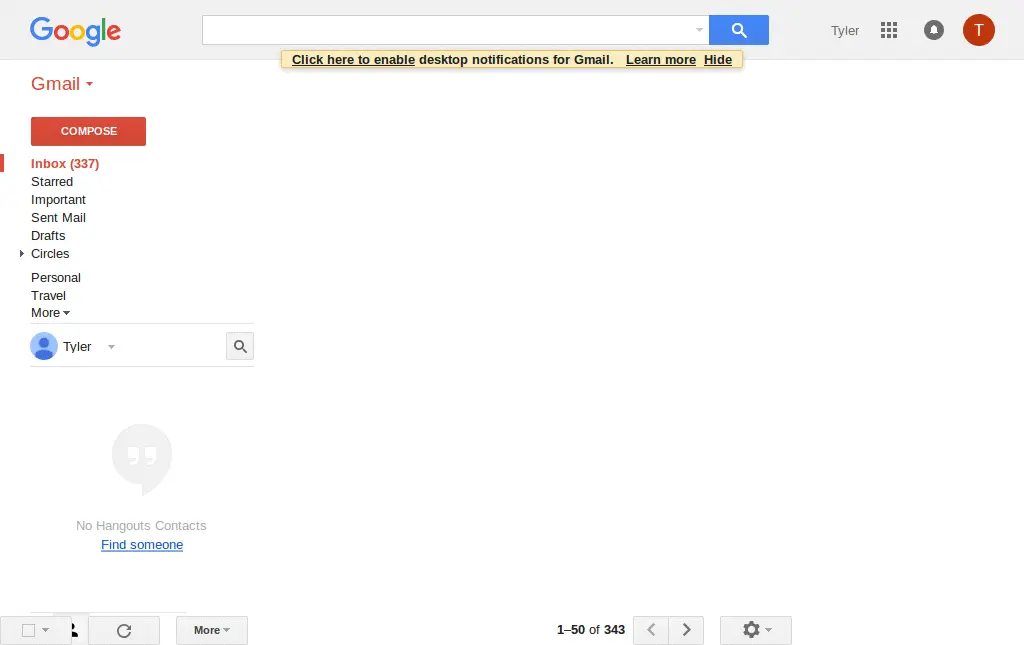 Google
Tyler
T
Click here to enable desktop notifications for Gmail. Learn more Hide
Gmail
COMPOSE
Inbox (337)
Starred
Important
Sent Mail
Drafts
Circles
Personal
Travel
More
Tyler
No Hangouts Contacts
Find someone
More
1–50 of 343